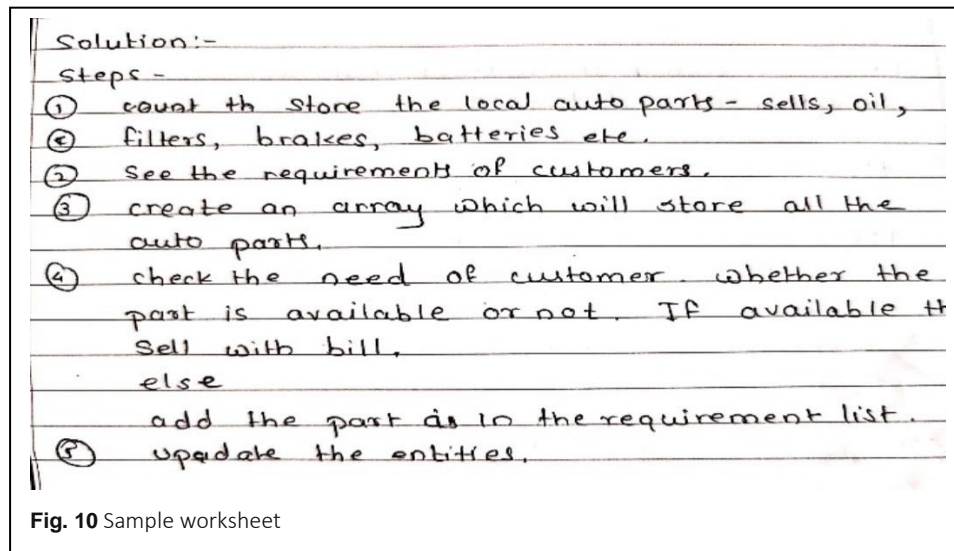 Solution:-
Steps -
① count th store the local auto parts - sells, oil,
② filters, brakes, batteries etc.
② See the requirements of customers.
③ create an array which will store all the
auto parts.
④ check the need of customer whether the
part is available or not. If available th
Sell with bill.
else
add the part in the requirement list.
⑤ update the entities.
Fig. 10 Sample worksheet